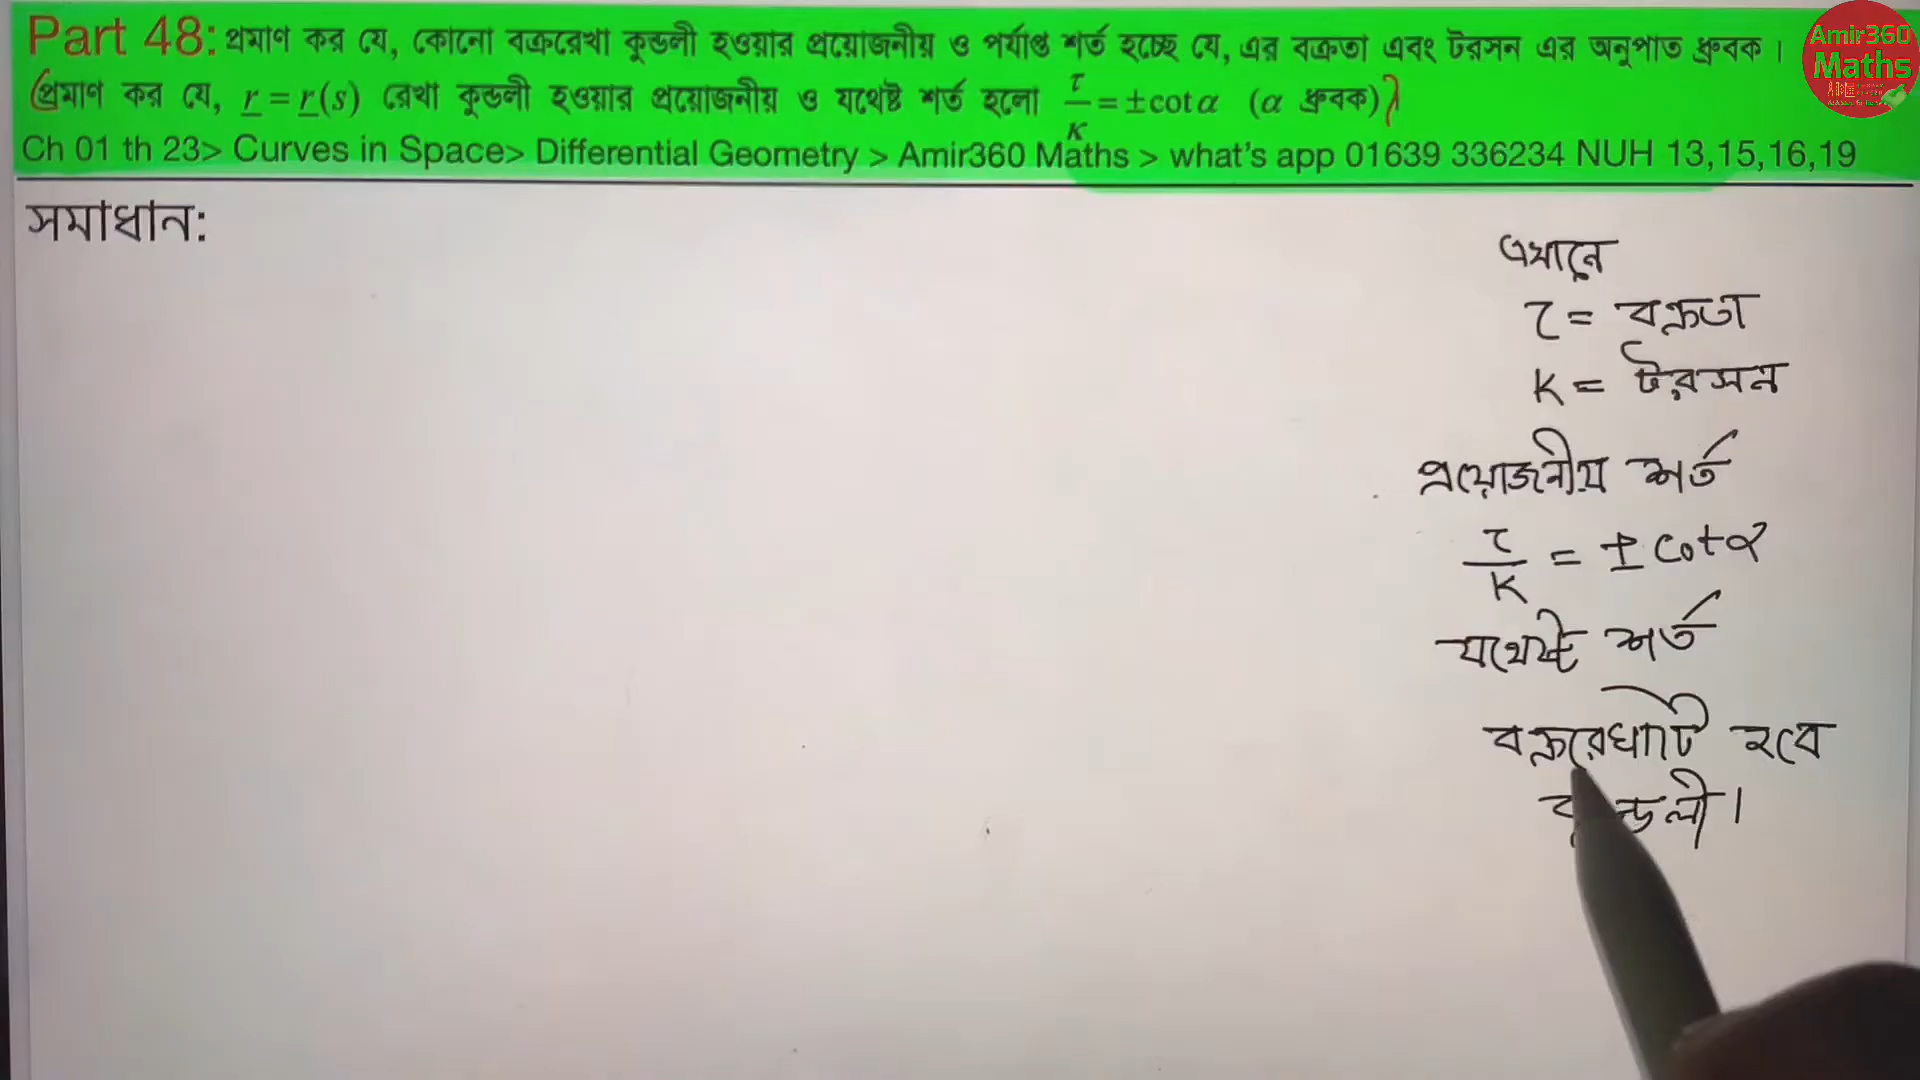 Part 48: প্রমাণ কর যে, কোনো বক্ররেখা কুন্ডলী হওয়ার প্রয়োজনীয় ও পর্যাপ্ত শর্ত হচ্ছে যে, এর বক্রতা এবং টরসন এর অনুপাত ধ্রুবক ।
(প্রমাণ কর যে, r = r(s) রেখা কুন্ডলী হওয়ার প্রয়োজনীয় ও যথেষ্ট শর্ত হলো τ/κ = ±cot α (α ধ্রুবক))
Ch 01 th 23> Curves in Space> Differential Geometry > Amir360 Maths > what's app 01639 336234 NUH 13,15,16,19
Amir360
Maths
সমাধান:
এখানে
τ = বক্রতা
K = টরসন
প্রয়োজনীয় শর্ত
τ/K = ± cot α
যথেষ্ট শর্ত
বক্ররেখাটি হবে
কুন্ডলী।